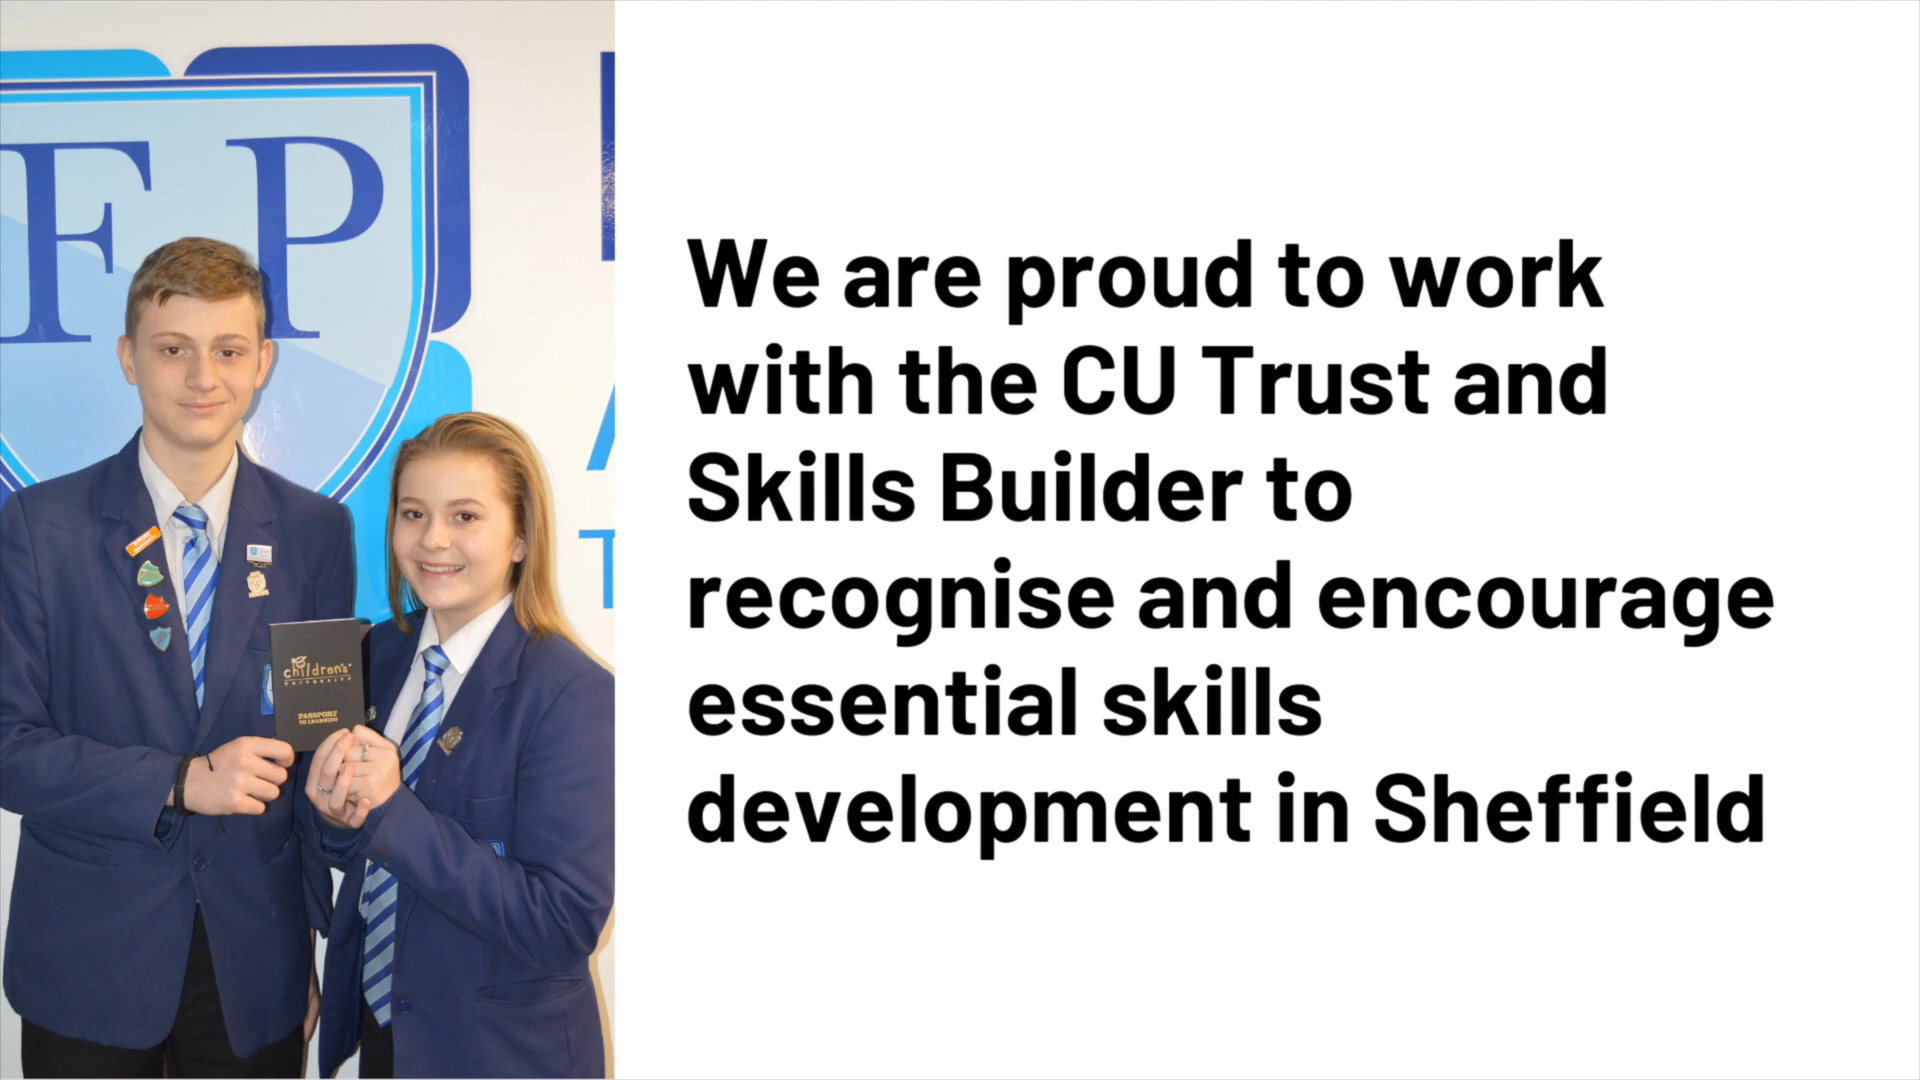 F P
children's
UNIVERSITY
PASSPORT
TO LEARNING
We are proud to work
with the CU Trust and
Skills Builder to
recognise and encourage
essential skills
development in Sheffield